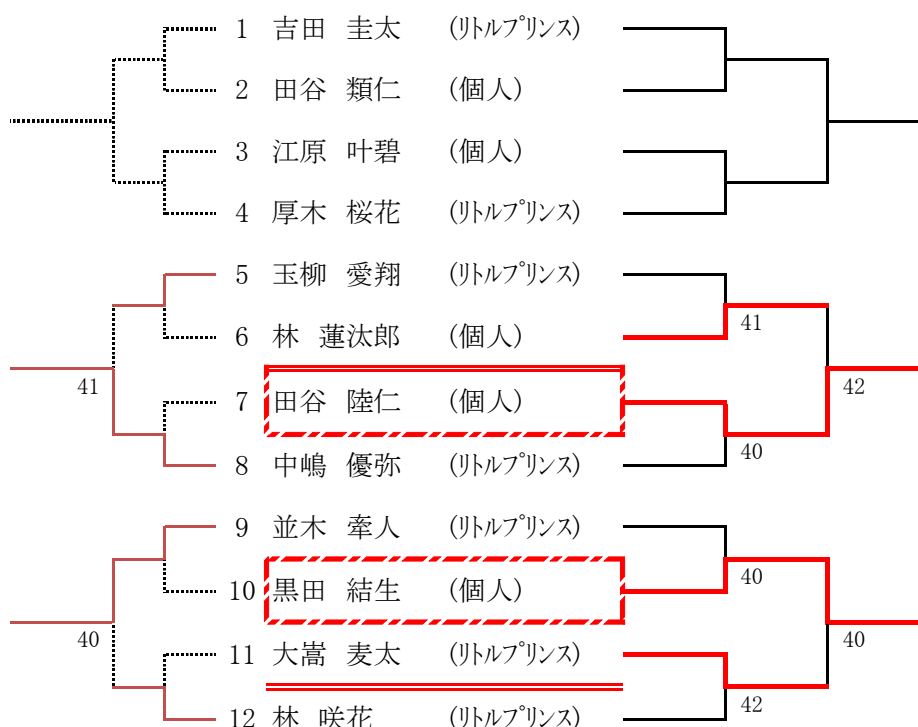 1 吉田 圭太 (リトルプリンス)
2 田谷 類仁 (個人)
3 江原 叶碧 (個人)
4 厚木 桜花 (リトルプリンス)
5 玉柳 愛翔 (リトルプリンス)
41
6 林 蓮汰郎 (個人)
41 42
7 田谷 陸仁 (個人)
40
8 中嶋 優弥 (リトルプリンス)
9 並木 牽人 (リトルプリンス)
40
10 黒田 結生 (個人)
40 40
11 大嵩 麦太 (リトルプリンス)
42
12 林 咲花 (リトルプリンス)